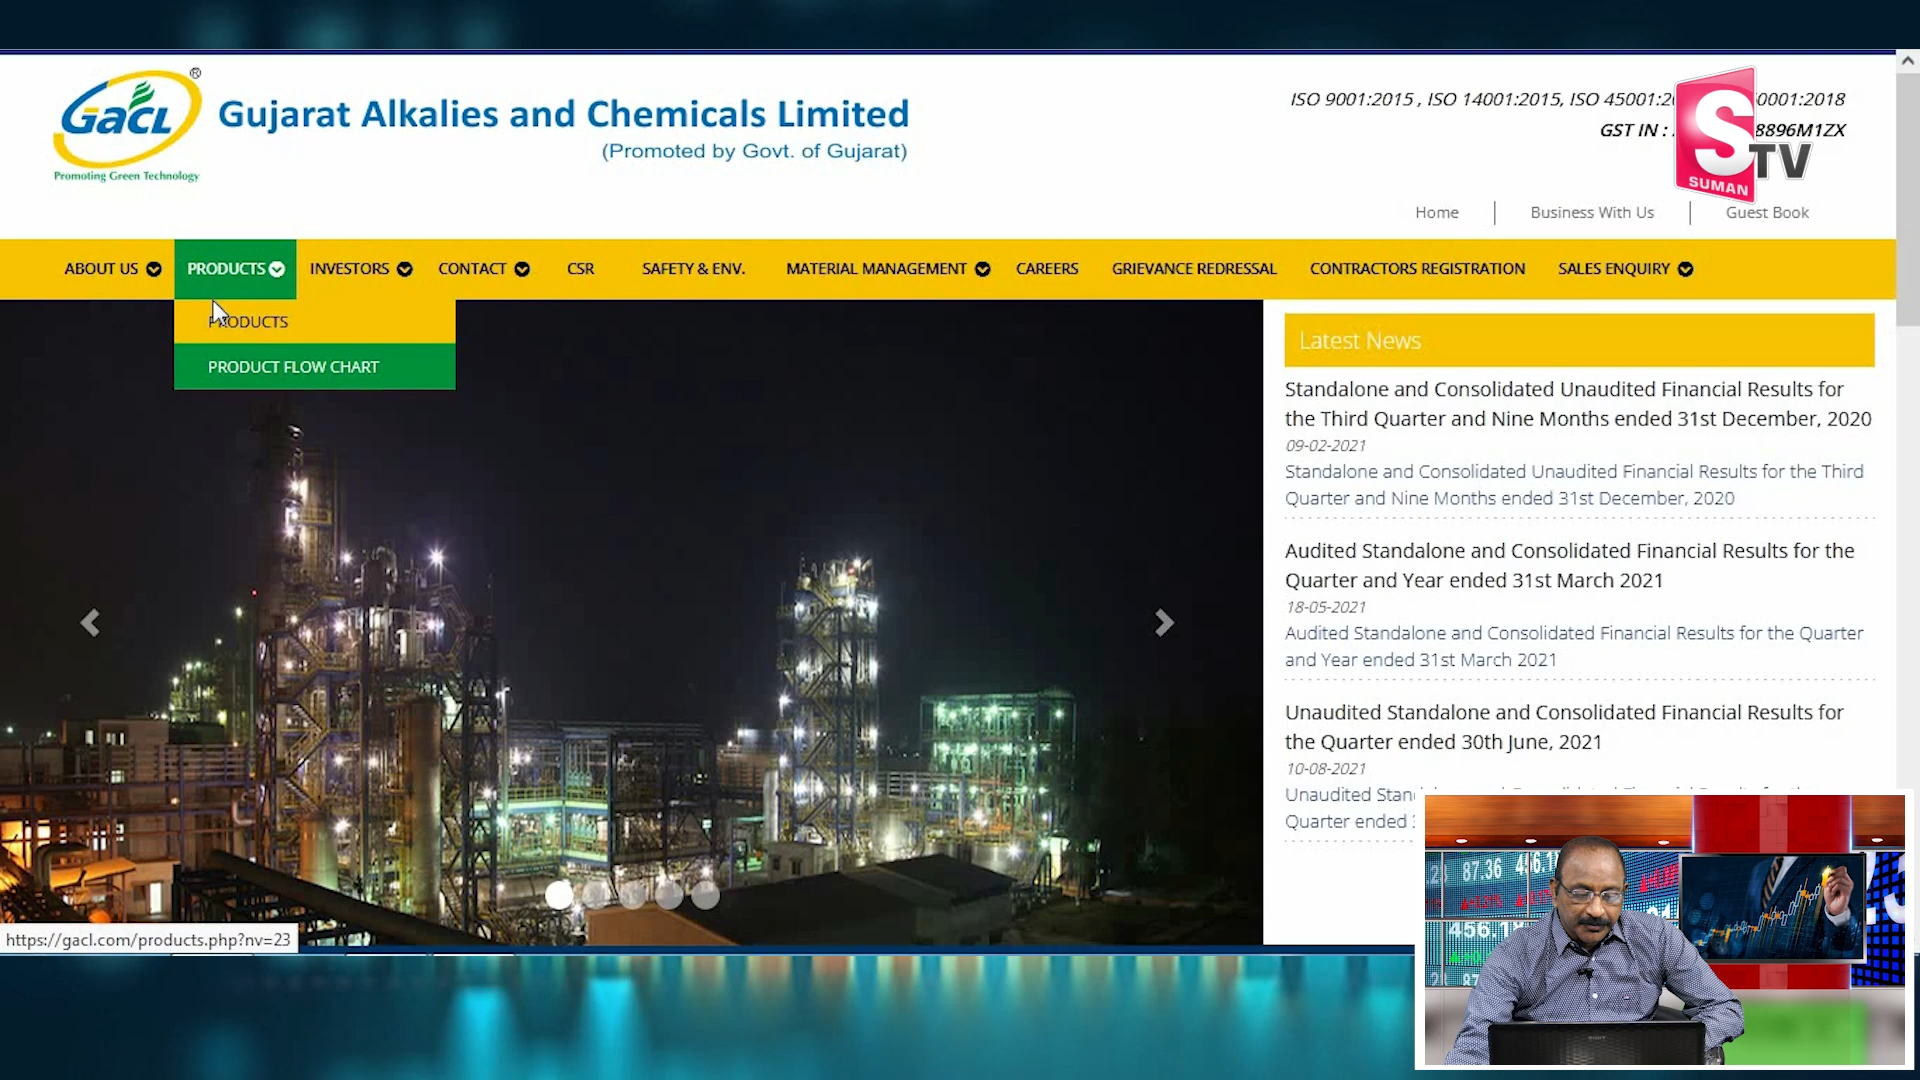 GACL ®
Promoting Green Technology
Gujarat Alkalies and Chemicals Limited
(Promoted by Govt. of Gujarat)
ISO 9001:2015 , ISO 14001:2015, ISO 45001:2 0001:2018
GST IN : 8896M1ZX
S TV
SUMAN
Home
Business With Us
Guest Book
ABOUT US
PRODUCTS
INVESTORS
CONTACT
CSR
SAFETY & ENV.
MATERIAL MANAGEMENT
CAREERS
GRIEVANCE REDRESSAL
CONTRACTORS REGISTRATION
SALES ENQUIRY
PRODUCTS
PRODUCT FLOW CHART
Latest News
Standalone and Consolidated Unaudited Financial Results for
the Third Quarter and Nine Months ended 31st December, 2020
09-02-2021
Standalone and Consolidated Unaudited Financial Results for the Third
Quarter and Nine Months ended 31st December, 2020
Audited Standalone and Consolidated Financial Results for the
Quarter and Year ended 31st March 2021
18-05-2021
Audited Standalone and Consolidated Financial Results for the Quarter
and Year ended 31st March 2021
Unaudited Standalone and Consolidated Financial Results for
the Quarter ended 30th June, 2021
10-08-2021
Unaudited
Quarter ended
87.36
456.1
https://gacl.com/products.php?nv=23